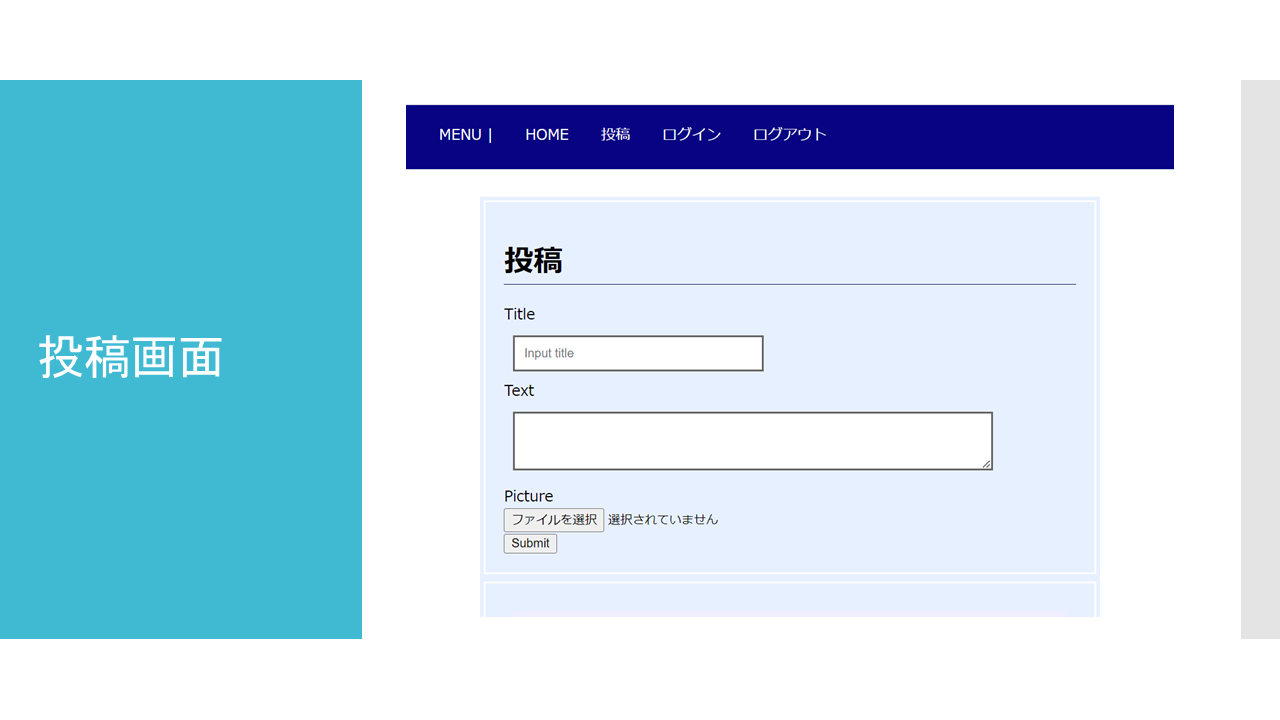 投稿画面
MENU | HOME 投稿 ログイン ログアウト
投稿
Title
Input title
Text
Picture
ファイルを選択 選択されていません
Submit